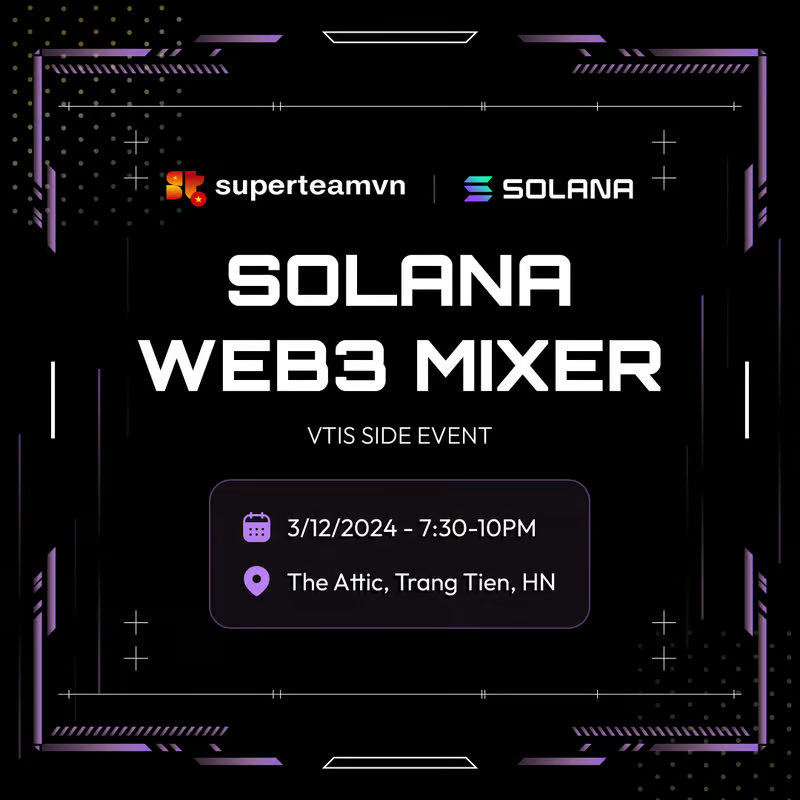 superteamvn | SOLANA
SOLANA
WEB3 MIXER
VTIS SIDE EVENT
3/12/2024 - 7:30-10PM
The Attic, Trang Tien, HN